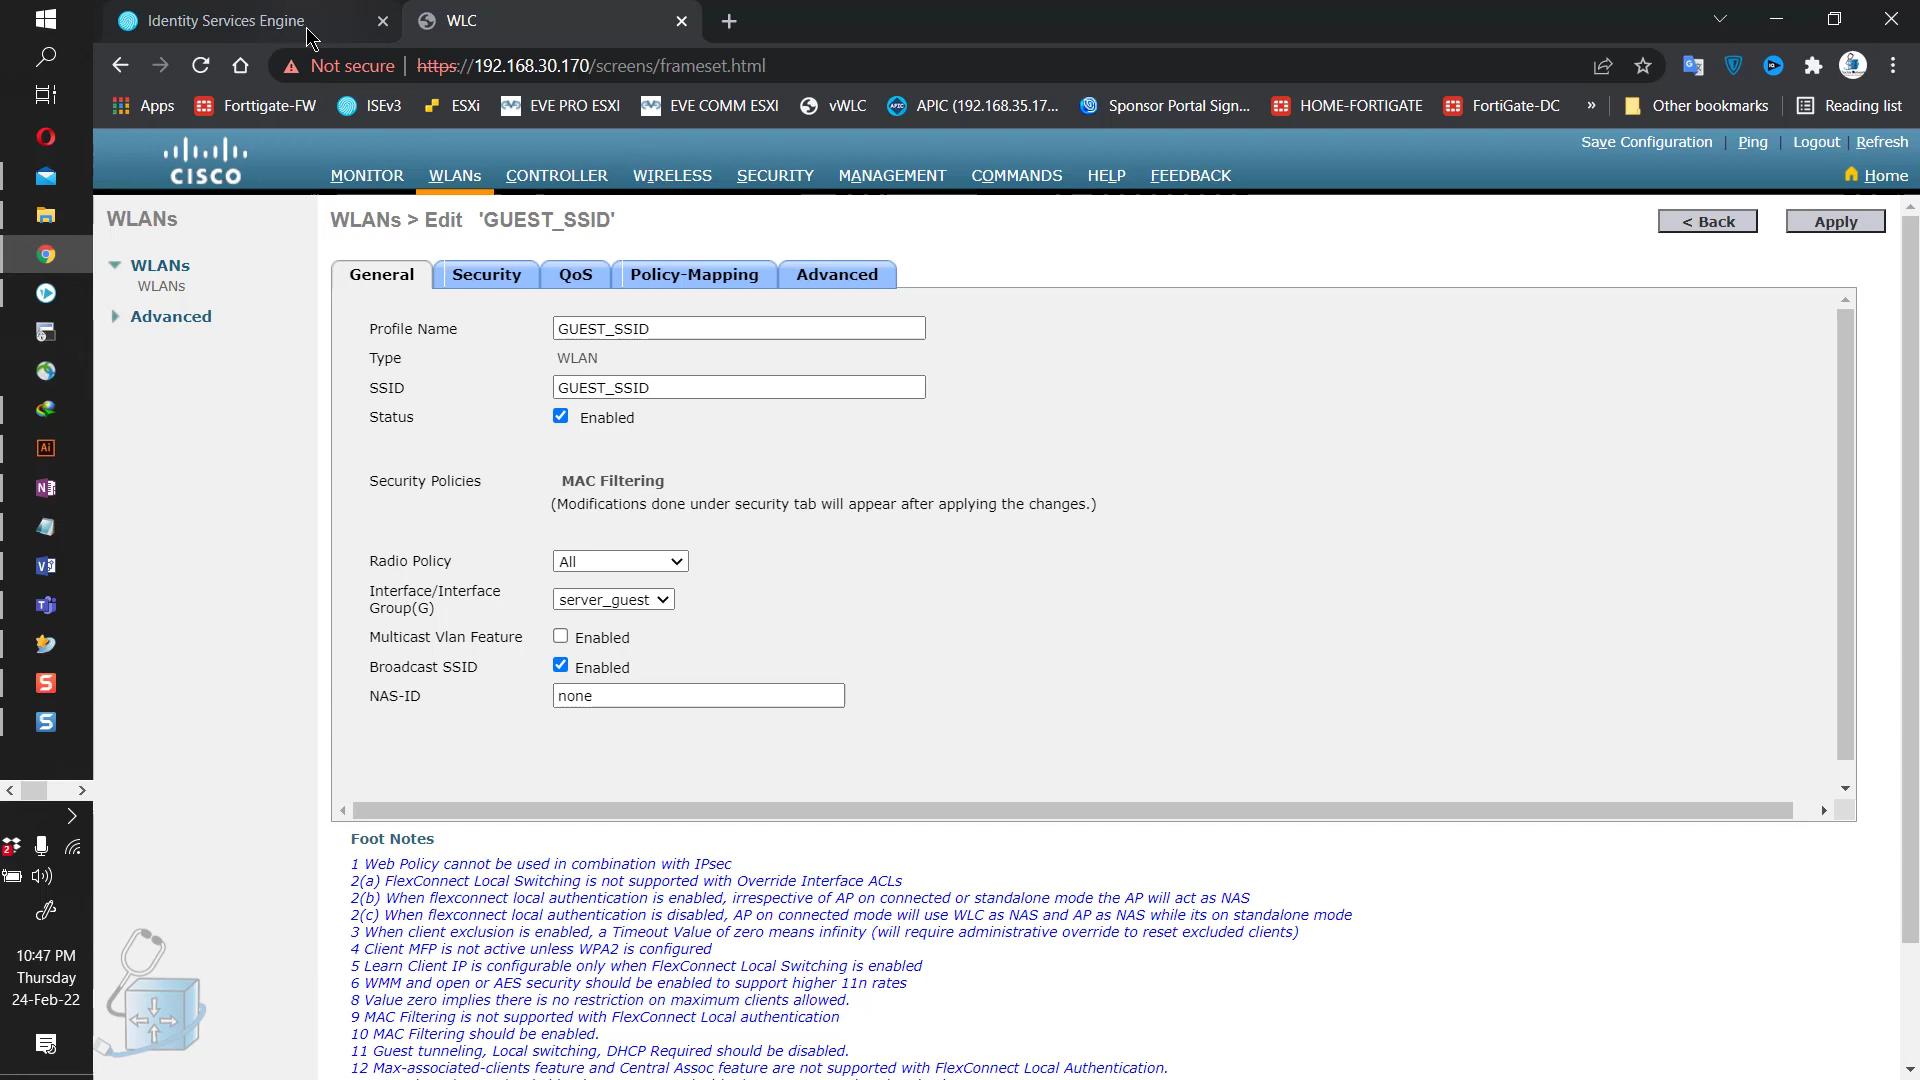 Identity Services Engine
WLC
Not secure
https://192.168.30.170/screens/frameset.html
Apps
Forttigate-FW
ISEv3
ESXi
EVE PRO ESXI
EVE COMM ESXI
vWLC
APIC (192.168.35.17...
Sponsor Portal Sign...
HOME-FORTIGATE
FortiGate-DC
»
Other bookmarks
Reading list
Save Configuration | Ping | Logout | Refresh
CISCO
MONITOR WLANs CONTROLLER WIRELESS SECURITY MANAGEMENT COMMANDS HELP FEEDBACK
Home
WLANs
WLANs
WLANs
Advanced
WLANs > Edit 'GUEST_SSID'
< Back
Apply
General Security QoS Policy-Mapping Advanced
Profile Name GUEST_SSID
Type WLAN
SSID GUEST_SSID
Status Enabled
Security Policies MAC Filtering
(Modifications done under security tab will appear after applying the changes.)
Radio Policy All
Interface/Interface
Group(G) server_guest
Multicast Vlan Feature Enabled
Broadcast SSID Enabled
NAS-ID none
Foot Notes
1 Web Policy cannot be used in combination with IPsec
2(a) FlexConnect Local Switching is not supported with Override Interface ACLs
2(b) When flexconnect local authentication is enabled, irrespective of AP on connected or standalone mode the AP will act as NAS
2(c) When flexconnect local authentication is disabled, AP on connected mode will use WLC as NAS and AP as NAS while its on standalone mode
3 When client exclusion is enabled, a Timeout Value of zero means infinity (will require administrative override to reset excluded clients)
4 Client MFP is not active unless WPA2 is configured
5 Learn Client IP is configurable only when FlexConnect Local Switching is enabled
6 WMM and open or AES security should be enabled to support higher 11n rates
8 Value zero implies there is no restriction on maximum clients allowed.
9 MAC Filtering is not supported with FlexConnect Local authentication
10 MAC Filtering should be enabled.
11 Guest tunneling, Local switching, DHCP Required should be disabled.
12 Max-associated-clients feature and Central Assoc feature are not supported with FlexConnect Local Authentication.
Ai
N
V
S
S
2
10:47 PM
Thursday
24-Feb-22